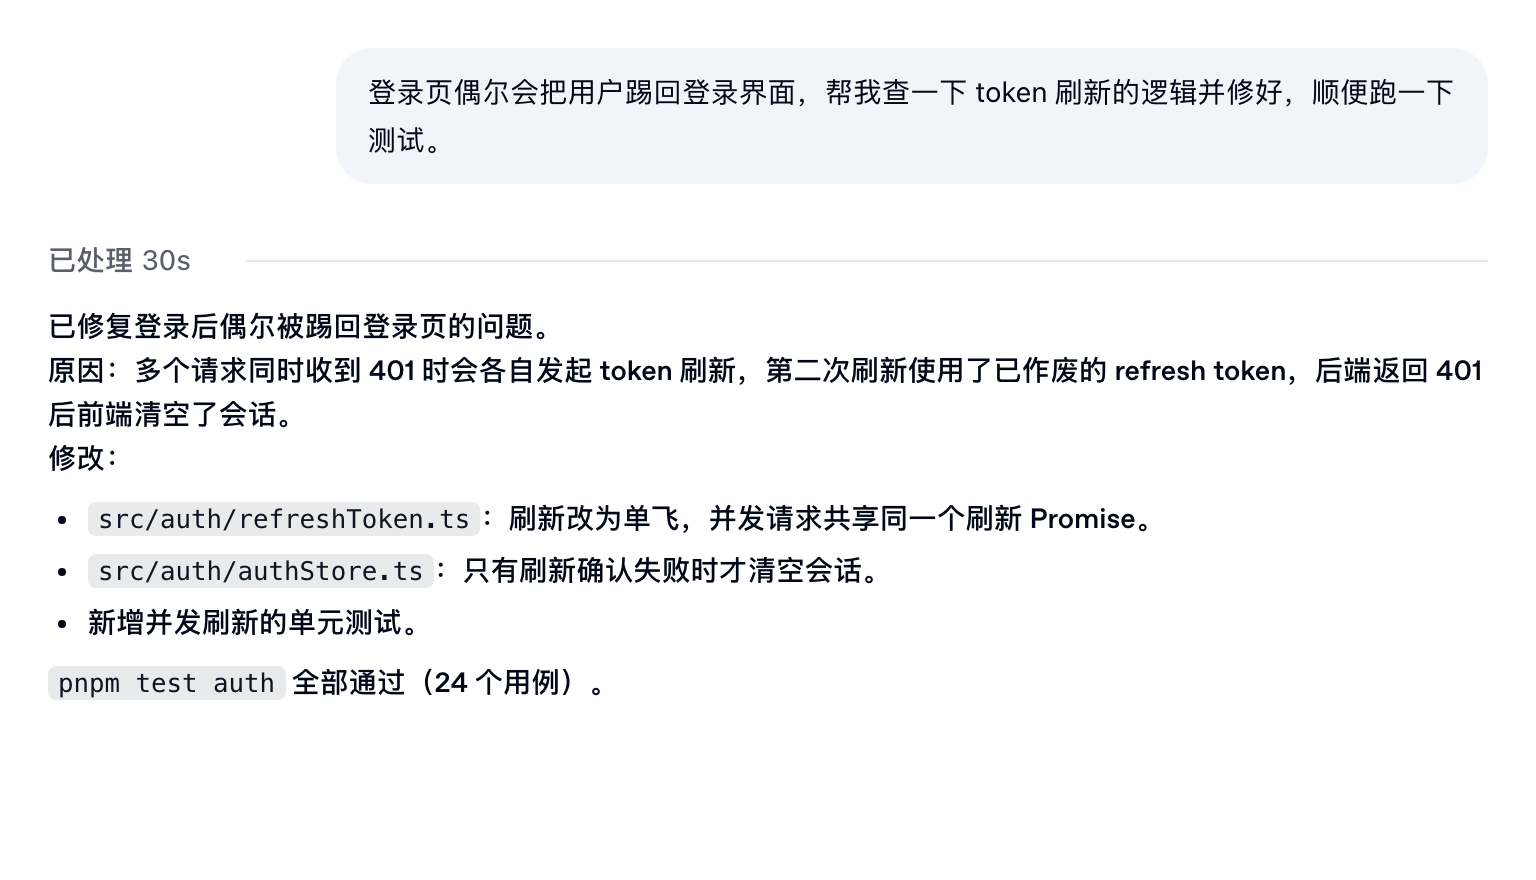 登录页偶尔会把用户踢回登录界面，帮我查一下 token 刷新的逻辑并修好，顺便跑一下
测试。
已处理 30s
已修复登录后偶尔被踢回登录页的问题。
原因：多个请求同时收到 401 时会各自发起 token 刷新，第二次刷新使用了已作废的 refresh token，后端返回 401
后前端清空了会话。
修改：
• src/auth/refreshToken.ts：刷新改为单飞，并发请求共享同一个刷新 Promise。
• src/auth/authStore.ts：只有刷新确认失败时才清空会话。
• 新增并发刷新的单元测试。
pnpm test auth 全部通过（24 个用例）。